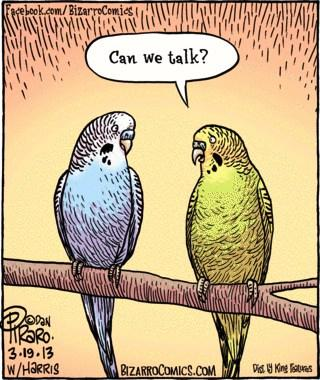 Facebook.com/BizarroComics
Can we talk?
©DAN
PiRARO.
3.19.13
W/HARRIS
BIZARROCOMICS.COM
Dist. by King Features